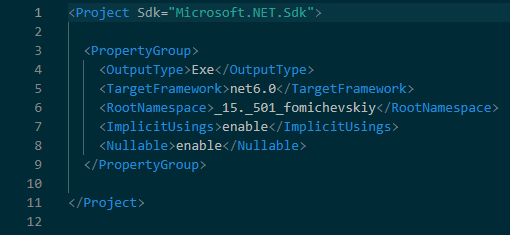 1 <Project Sdk="Microsoft.NET.Sdk">
2
3 <PropertyGroup>
4 <OutputType>Exe</OutputType>
5 <TargetFramework>net6.0</TargetFramework>
6 <RootNamespace>_15._501_fomichevskiy</RootNamespace>
7 <ImplicitUsings>enable</ImplicitUsings>
8 <Nullable>enable</Nullable>
9 </PropertyGroup>
10
11 </Project>
12